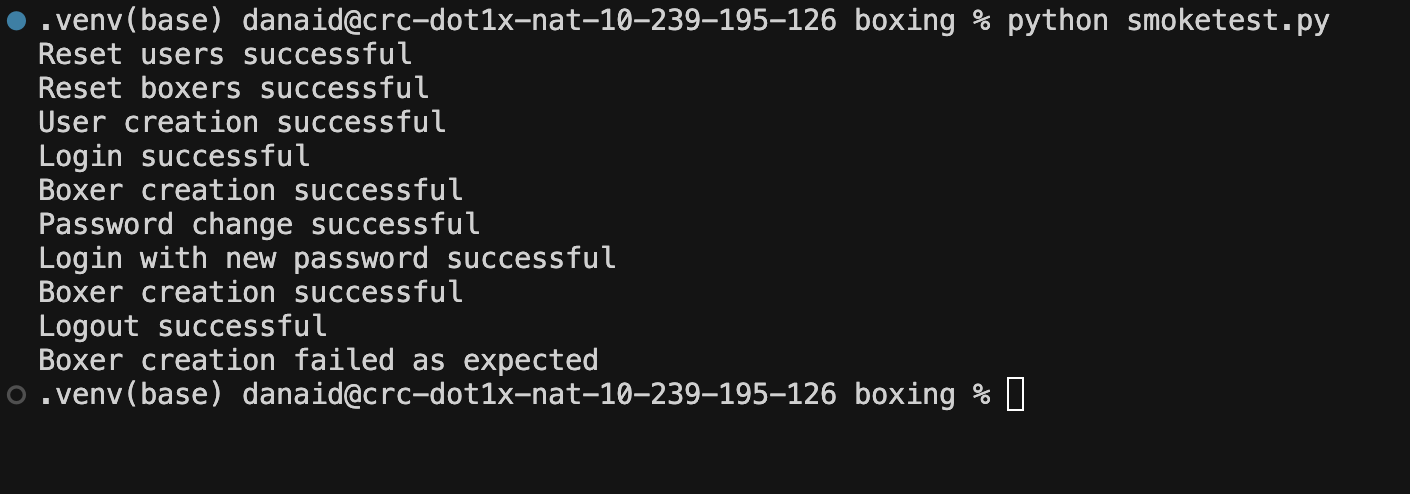 .venv(base) danaid@crc-dot1x-nat-10-239-195-126 boxing % python smoketest.py
Reset users successful
Reset boxers successful
User creation successful
Login successful
Boxer creation successful
Password change successful
Login with new password successful
Boxer creation successful
Logout successful
Boxer creation failed as expected
.venv(base) danaid@crc-dot1x-nat-10-239-195-126 boxing %